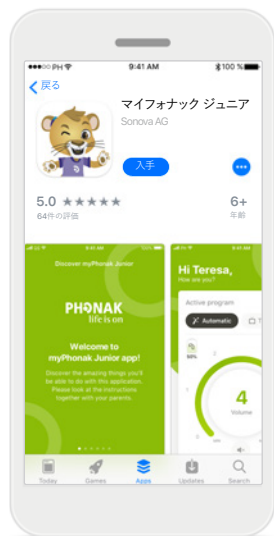 PH 9:41 AM 100 %
戻る
マイフォナック ジュニア
Sonova AG
入手
5.0 ★★★★★ 6+
64件の評価 年齢
Discover myPhonak Junior
PHONAK
life is on
Welcome to
myPhonak Junior app!
Discover the amazing things you'll
be able to do with this application.
Please look at the instructions
together with your parents.
Hi Teresa,
How are you?
Active program
Automatic
50%
4
Volume
Today Games Apps Updates Search